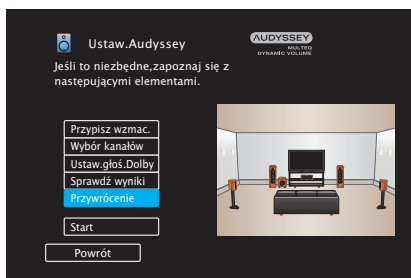 Ustaw.Audyssey
AUDYSSEY
MULTEQ
DYNAMIC VOLUME
Jeśli to niezbędne,zapoznaj się z
następującymi elementami.
Przypisz wzmac.
Wybór kanałów
Ustaw.głoś.Dolby
Sprawdź wyniki
Przywrócenie
Start
Powrót